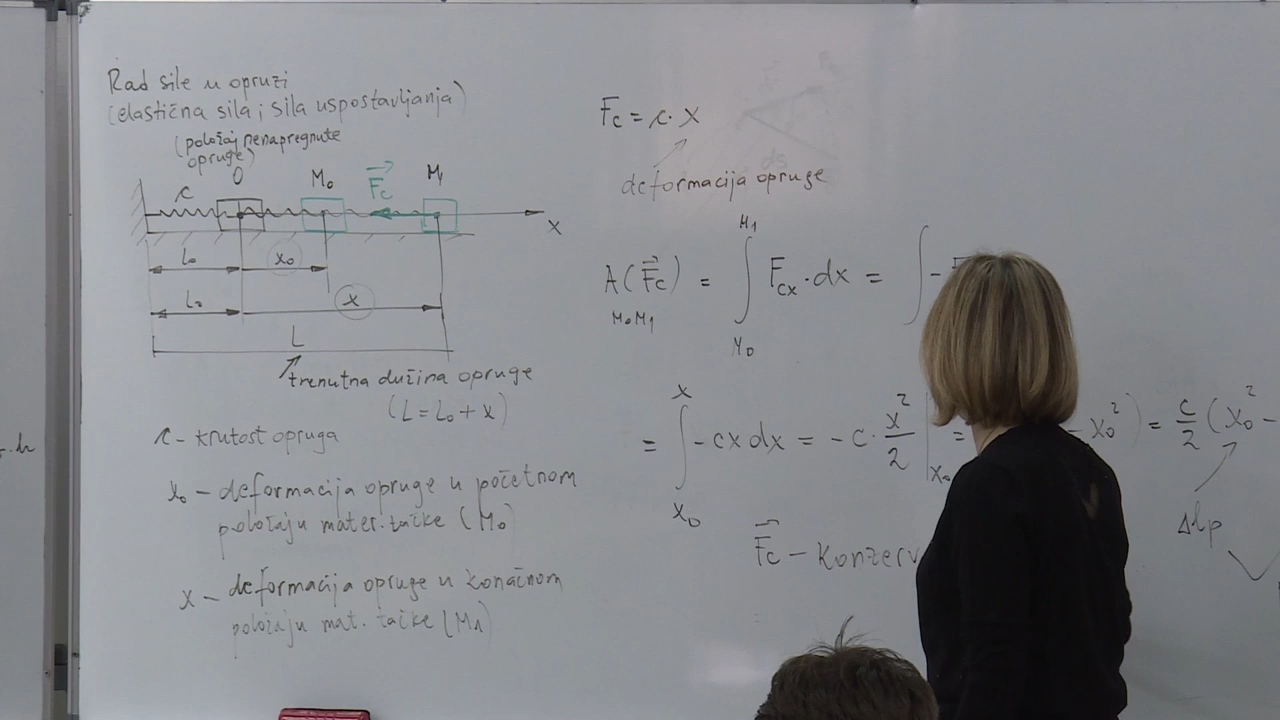 Rad sile u opruzi
(elastična sila; sila uspostavljanja)
(položaj nenapregnute
opruge)
c O M₀ F⃗c M₁
x
l₀ x₀
l₀ x
L
trenutna dužina opruge
(L = L₀ + x)
c - krutost opruga
x₀ - deformacija opruge u početnom
položaju mater. tačke (M₀)
x - deformacija opruge u konačnom
položaju mat. tačke (M₁)
Fc = c · x
deformacija opruge
A(F⃗c) = ∫ Fcx · dx = ∫ -
M₀M₁ M₀ M₁
= ∫ - cx dx = - c · x²/2 | = - x₀²) = c/2 (x₀² -
x₀ x x₀
Δlp
F⃗c - konzerv